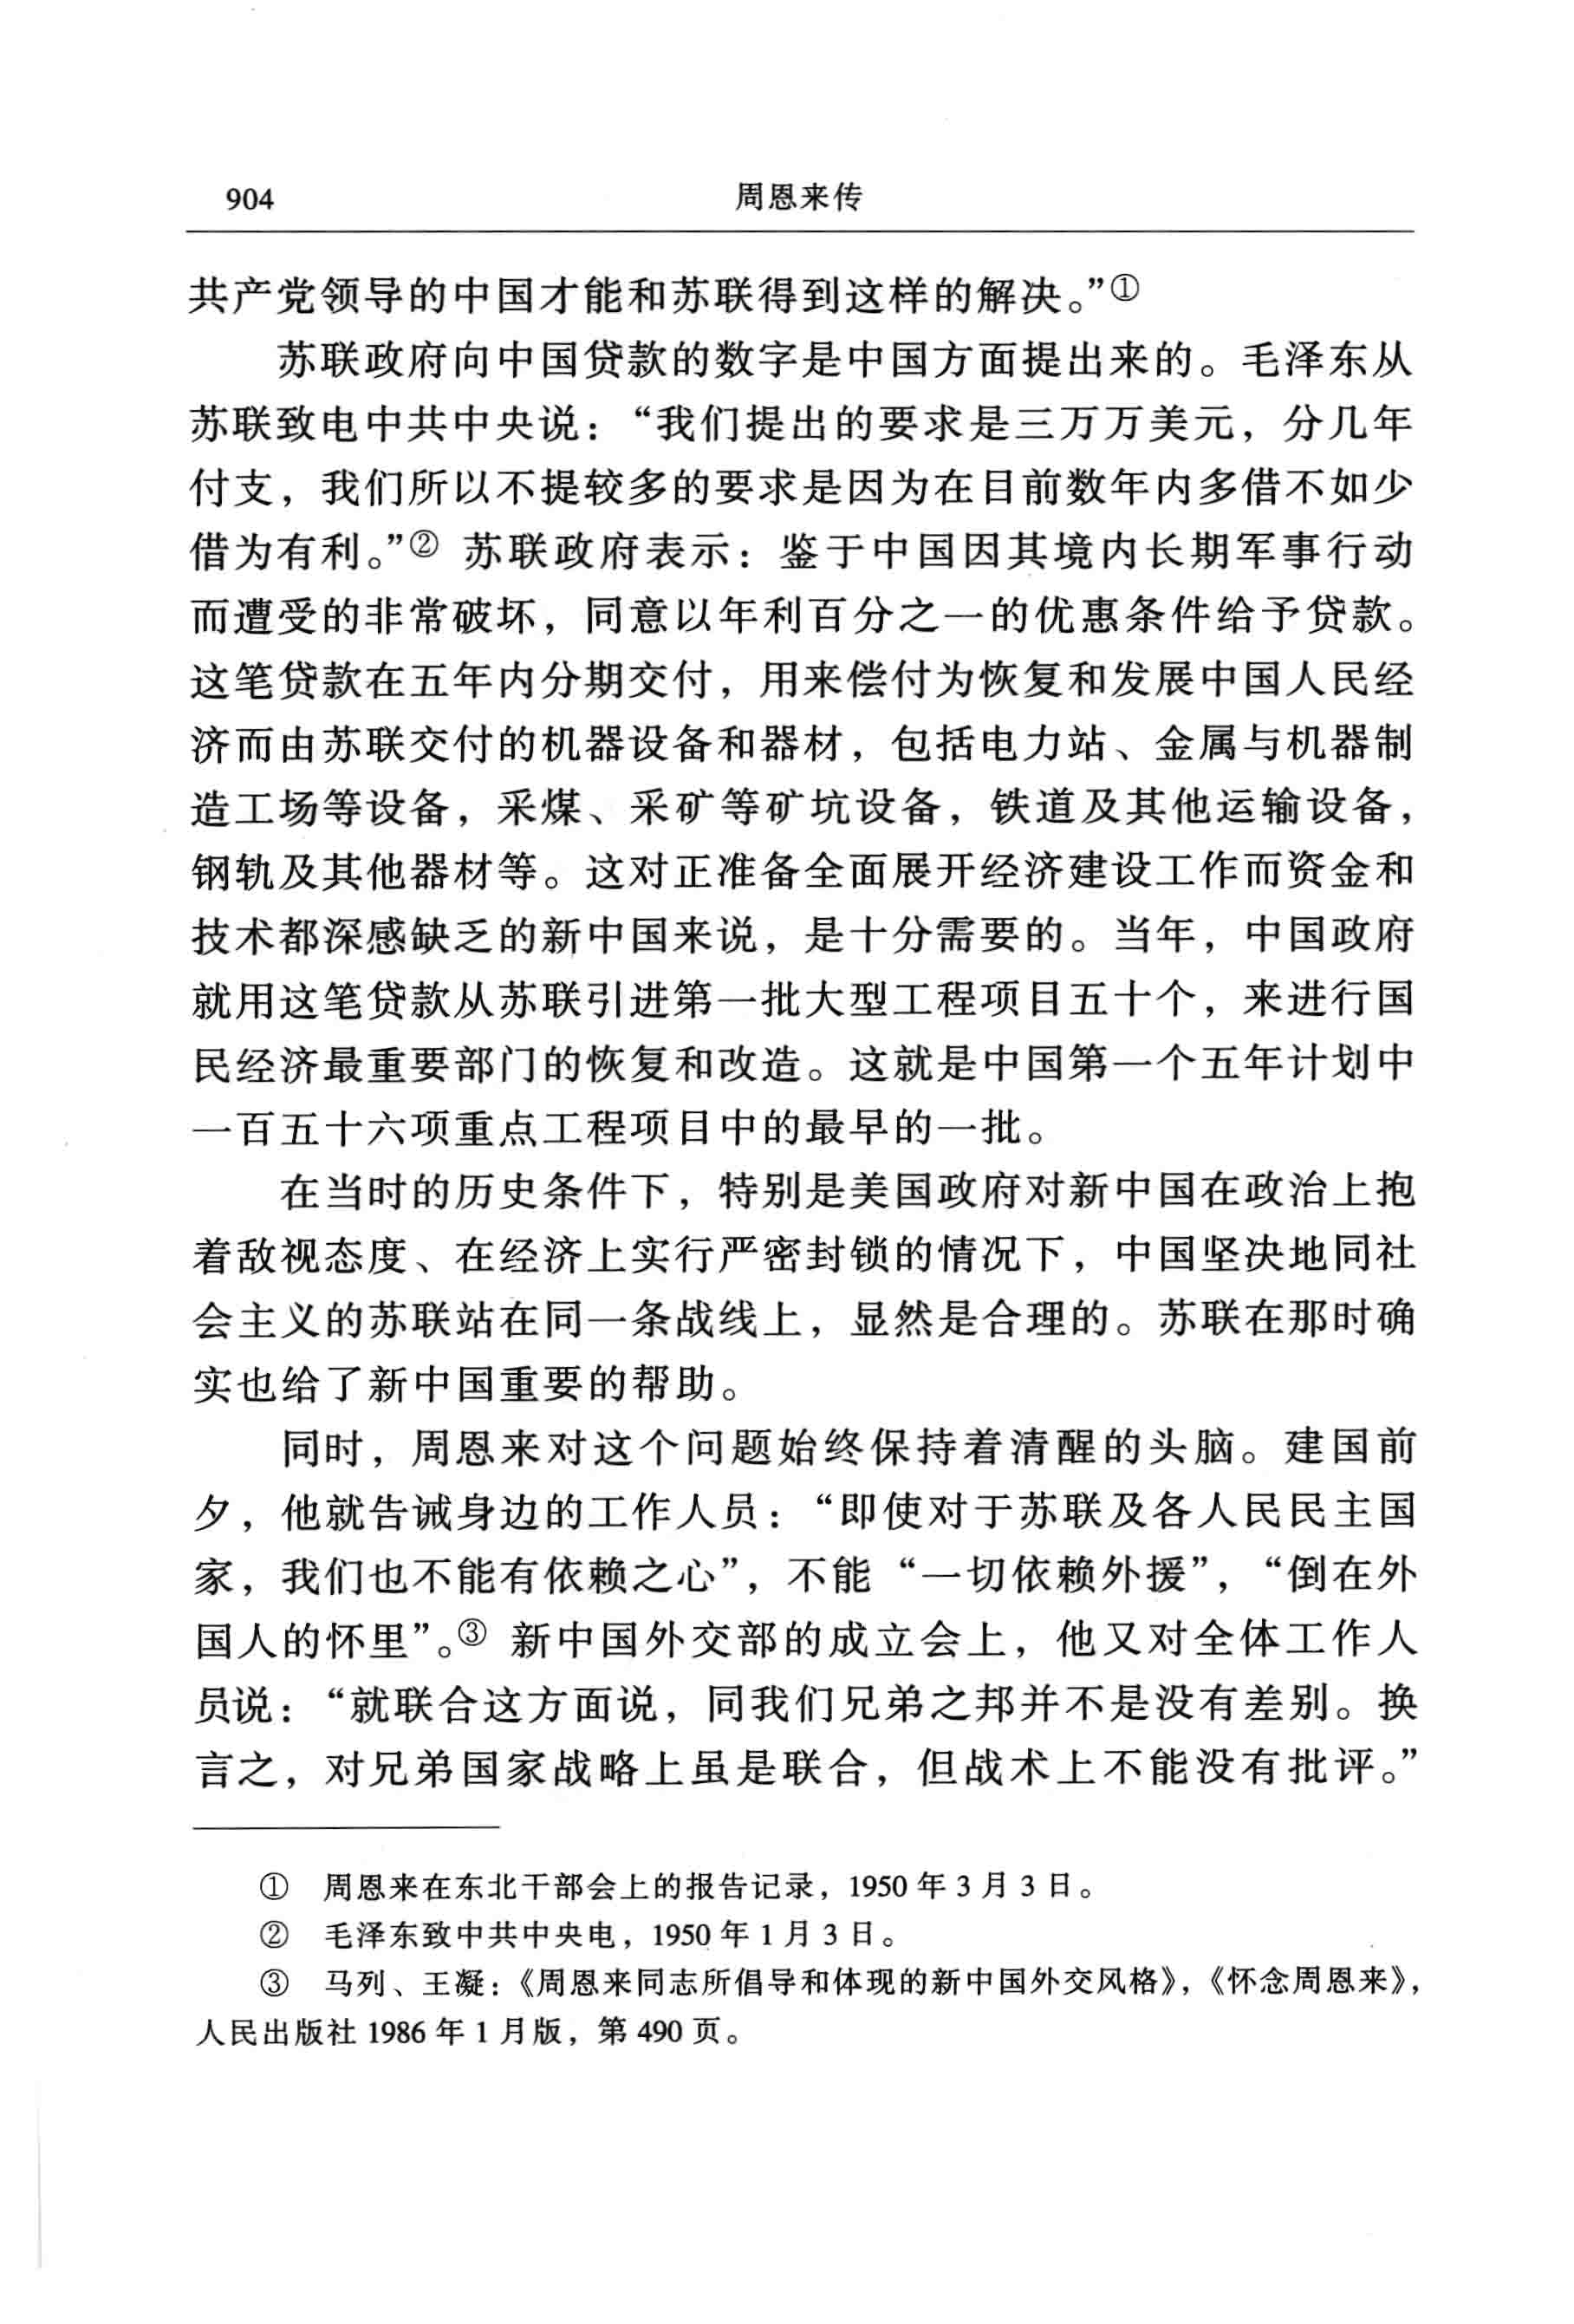 904 周恩来传
共产党领导的中国才能和苏联得到这样的解决。”①
苏联政府向中国贷款的数字是中国方面提出来的。毛泽东从
苏联致电中共中央说：“我们提出的要求是三万万美元，分几年
付支，我们所以不提较多的要求是因为在目前数年内多借不如少
借为有利。”② 苏联政府表示：鉴于中国因其境内长期军事行动
而遭受的非常破坏，同意以年利百分之一的优惠条件给予贷款。
这笔贷款在五年内分期交付，用来偿付为恢复和发展中国人民经
济而由苏联交付的机器设备和器材，包括电力站、金属与机器制
造工场等设备，采煤、采矿等矿坑设备，铁道及其他运输设备，
钢轨及其他器材等。这对正准备全面展开经济建设工作而资金和
技术都深感缺乏的新中国来说，是十分需要的。当年，中国政府
就用这笔贷款从苏联引进第一批大型工程项目五十个，来进行国
民经济最重要部门的恢复和改造。这就是中国第一个五年计划中
一百五十六项重点工程项目中的最早的一批。
在当时的历史条件下，特别是美国政府对新中国在政治上抱
着敌视态度、在经济上实行严密封锁的情况下，中国坚决地同社
会主义的苏联站在同一条战线上，显然是合理的。苏联在那时确
实也给了新中国重要的帮助。
同时，周恩来对这个问题始终保持着清醒的头脑。建国前
夕，他就告诫身边的工作人员：“即使对于苏联及各人民民主国
家，我们也不能有依赖之心”，不能“一切依赖外援”，“倒在外
国人的怀里”。③ 新中国外交部的成立会上，他又对全体工作人
员说：“就联合这方面说，同我们兄弟之邦并不是没有差别。换
言之，对兄弟国家战略上虽是联合，但战术上不能没有批评。”
① 周恩来在东北干部会上的报告记录，1950 年 3 月 3 日。
② 毛泽东致中共中央电，1950 年 1 月 3 日。
③ 马列、王凝：《周恩来同志所倡导和体现的新中国外交风格》，《怀念周恩来》，
人民出版社 1986 年 1 月版，第 490 页。